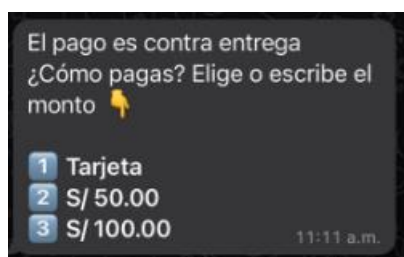 El pago es contra entrega
¿Cómo pagas? Elige o escribe el
monto 👇
1️⃣ Tarjeta
2️⃣ S/ 50.00
3️⃣ S/ 100.00
11:11 a.m.